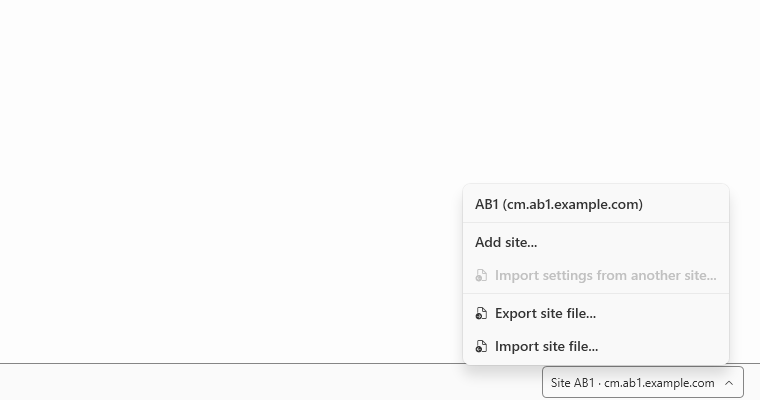 AB1 (cm.ab1.example.com)
Add site...
Import settings from another site...
Export site file...
Import site file...
Site AB1 · cm.ab1.example.com